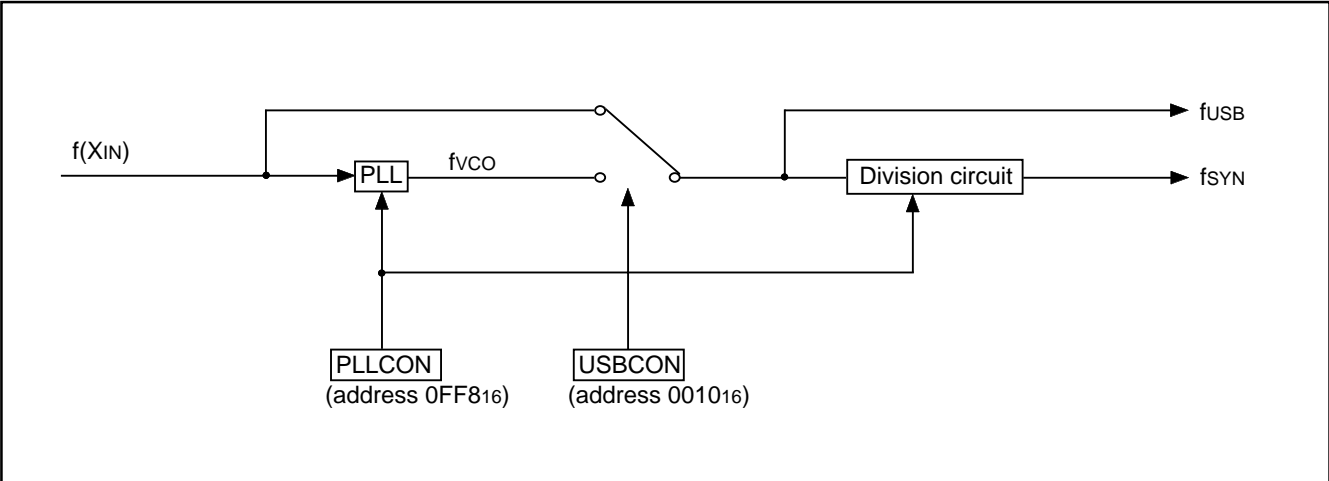 fUSB
f(XIN)
PLL
fVCO
Division circuit
fSYN
PLLCON
(address 0FF816)
USBCON
(address 001016)